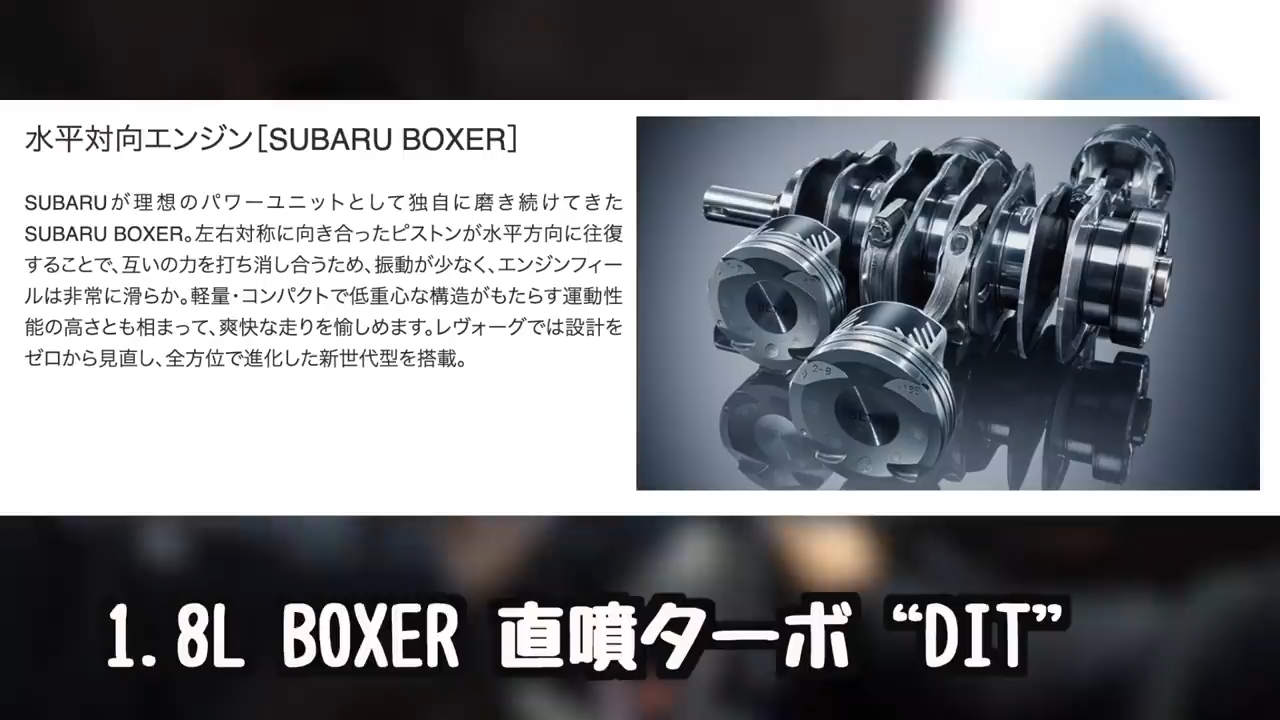 水平対向エンジン[SUBARU BOXER]
SUBARUが理想のパワーユニットとして独自に磨き続けてきた
SUBARU BOXER。左右対称に向き合ったピストンが水平方向に往復
することで、互いの力を打ち消し合うため、振動が少なく、エンジンフィー
ルは非常に滑らか。軽量・コンパクトで低重心な構造がもたらす運動性
能の高さとも相まって、爽快な走りを愉しめます。レヴォーグでは設計を
ゼロから見直し、全方位で進化した新世代型を搭載。
1.8L BOXER 直噴ターボ “DIT”